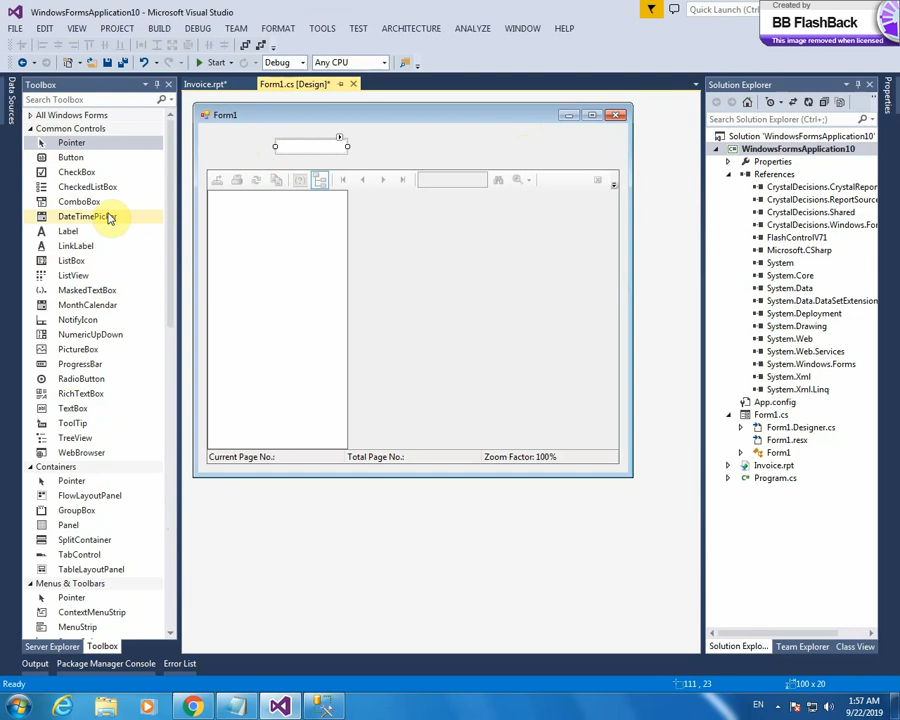 WindowsFormsApplication10 - Microsoft Visual Studio
Quick Launch (Ctrl+
Created by
BB FlashBack
(This image removed when licensed
FILE EDIT VIEW PROJECT BUILD DEBUG TEAM FORMAT TOOLS TEST ARCHITECTURE ANALYZE WINDOW HELP
Start Debug Any CPU
Data Sources
Toolbox
Invoice.rpt*
Form1.cs [Design]*
Solution Explorer
Properties
Search Toolbox
All Windows Forms
Common Controls
Pointer
Button
CheckBox
CheckedListBox
ComboBox
DateTimePicker
Label
LinkLabel
ListBox
ListView
MaskedTextBox
MonthCalendar
NotifyIcon
NumericUpDown
PictureBox
ProgressBar
RadioButton
RichTextBox
TextBox
ToolTip
TreeView
WebBrowser
Containers
Pointer
FlowLayoutPanel
GroupBox
Panel
SplitContainer
TabControl
TableLayoutPanel
Menus & Toolbars
Pointer
ContextMenuStrip
MenuStrip
Form1
Current Page No.: Total Page No.: Zoom Factor: 100%
Search Solution Explorer (Ctrl+;)
Solution 'WindowsFormsApplication10'
WindowsFormsApplication10
Properties
References
CrystalDecisions.CrystalRepor
CrystalDecisions.ReportSource
CrystalDecisions.Shared
CrystalDecisions.Windows.For
FlashControlV71
Microsoft.CSharp
System
System.Core
System.Data
System.Data.DataSetExtension
System.Deployment
System.Drawing
System.Web
System.Web.Services
System.Windows.Forms
System.Xml
System.Xml.Linq
App.config
Form1.cs
Form1.Designer.cs
Form1.resx
Form1
Invoice.rpt
Program.cs
Server Explorer Toolbox
Solution Explo... Team Explorer Class View
Output Package Manager Console Error List
Ready 111 , 23 100 x 20
EN 1:57 AM
9/22/2019